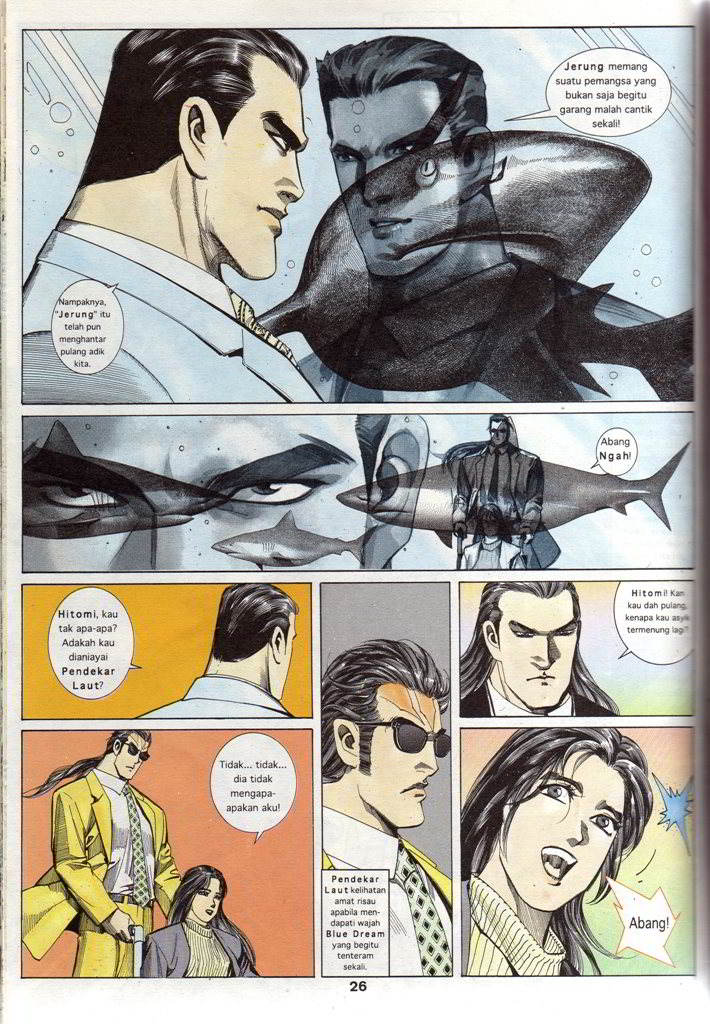 Jerung memang
suatu pemangsa yang
bukan saja begitu
garang malah cantik
sekali!
Nampaknya,
"Jerung" itu
telah pun
menghantar
pulang adik
kita.
Abang
Ngah!
Hitomi, kau
tak apa-apa?
Adakah kau
dianiayai
Pendekar
Laut?
Hitomi! Kan
kau dah pulang,
kenapa kau asyik
termenung lagi?
Tidak... tidak...
dia tidak
mengapa-
apakan aku!
Pendekar
Laut kelihatan
amat risau
apabila men-
dapati wajah
Blue Dream
yang begitu
tenteram
sekali.
Abang!
26